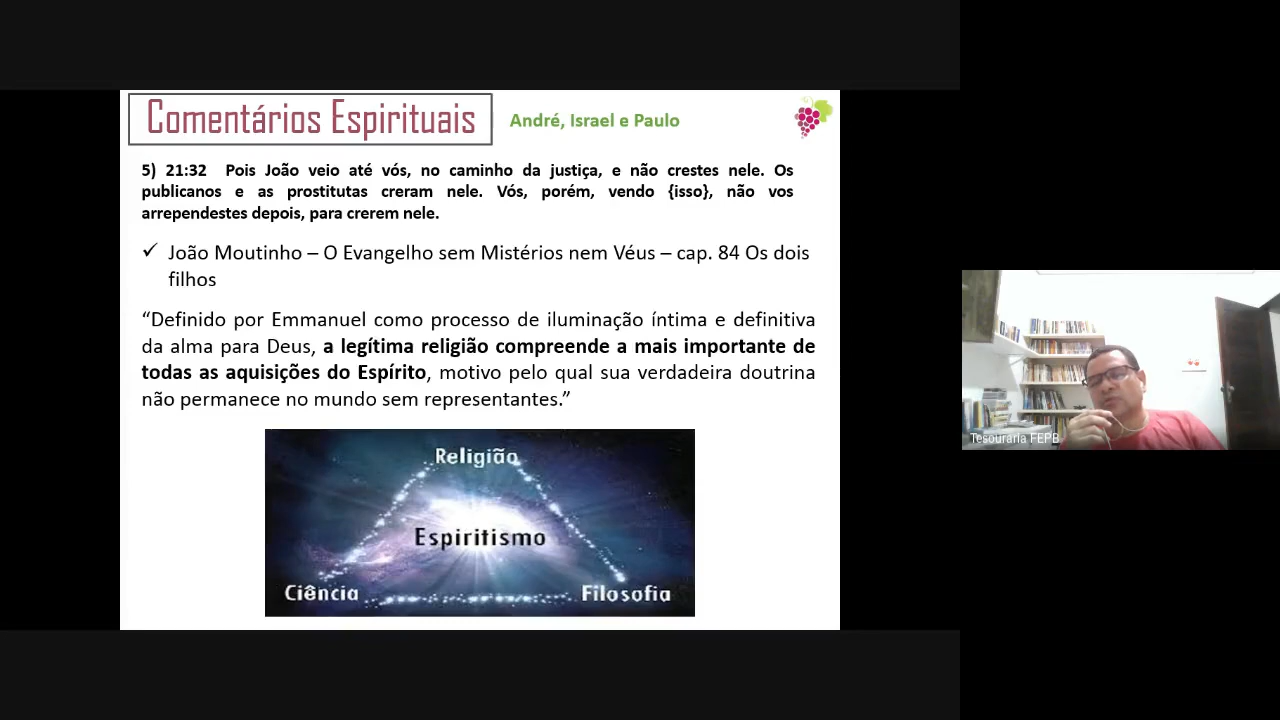 Comentários Espirituais
André, Israel e Paulo
5) 21:32 Pois João veio até vós, no caminho da justiça, e não crestes nele. Os
publicanos e as prostitutas creram nele. Vós, porém, vendo {isso}, não vos
arrependestes depois, para crerem nele.
✓ João Moutinho – O Evangelho sem Mistérios nem Véus – cap. 84 Os dois
filhos
“Definido por Emmanuel como processo de iluminação íntima e definitiva
da alma para Deus, a legítima religião compreende a mais importante de
todas as aquisições do Espírito, motivo pelo qual sua verdadeira doutrina
não permanece no mundo sem representantes.”
Religião
Espiritismo
Ciência
Filosofia
Tesouraria FEPB